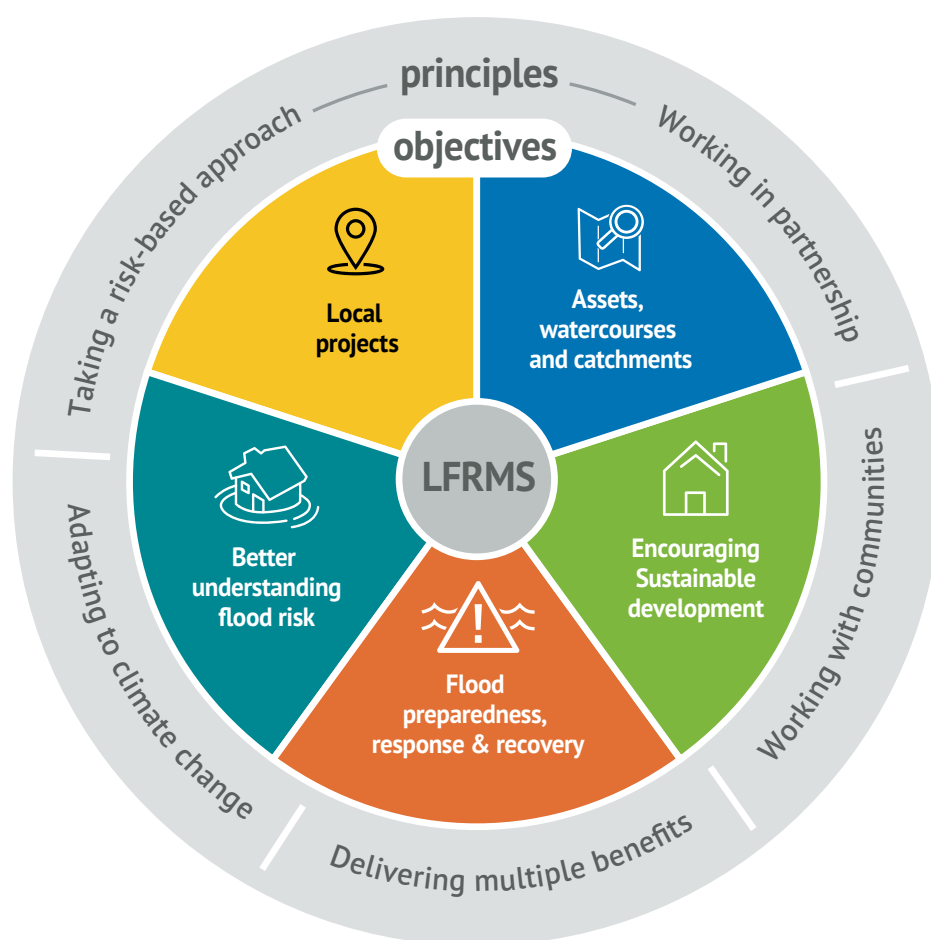 principles
objectives
Taking a risk-based approach
Working in partnership
Working with communities
Delivering multiple benefits
Adapting to climate change
Local
projects
Assets,
watercourses
and catchments
Encouraging
Sustainable
development
Flood
preparedness,
response & recovery
Better
understanding
flood risk
LFRMS